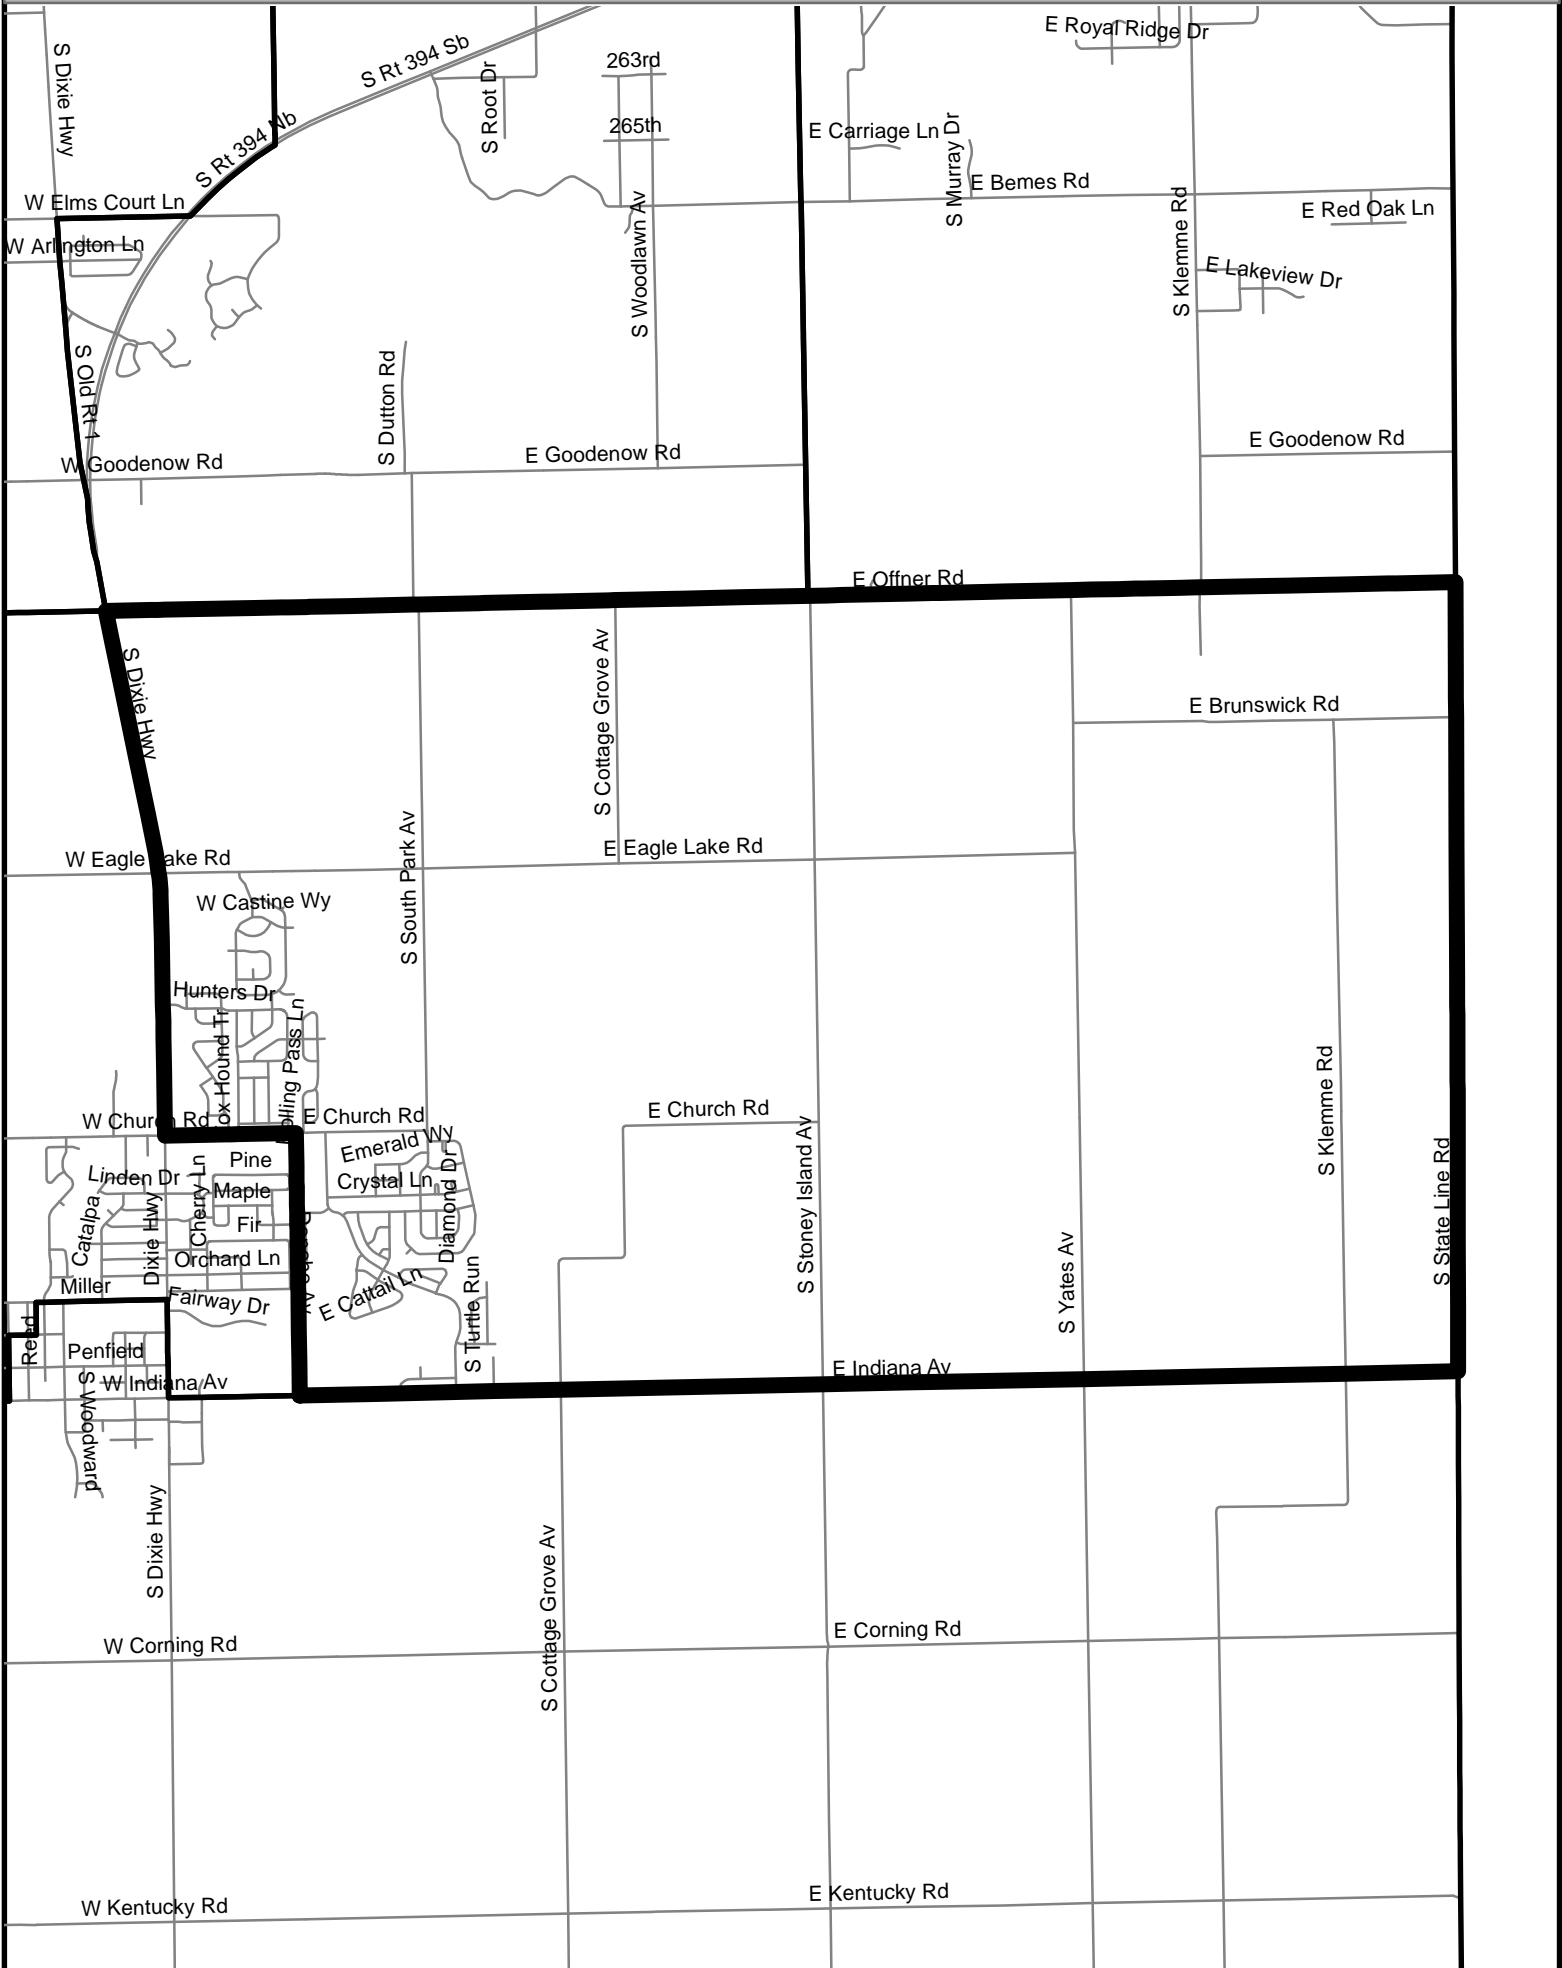 E Royal Ridge Dr
S Dixie Hwy
S Rt 394 Sb
263rd
S Root Dr
265th
E Carriage Ln
S Murray Dr
S Rt 394 Nb
E Bemes Rd
W Elms Court Ln
E Red Oak Ln
W Arlington Ln
S Woodlawn Av
S Klemme Rd
E Lakeview Dr
S Old Rt 1
S Dutton Rd
W Goodenow Rd
E Goodenow Rd
E Goodenow Rd
E Offner Rd
S Dixie Hwy
S Cottage Grove Av
E Brunswick Rd
W Eagle Lake Rd
E Eagle Lake Rd
S South Park Av
W Castine Wy
Hunters Dr
Fox Hound Tr
Rolling Pass Ln
W Church Rd
E Church Rd
E Church Rd
S Klemme Rd
Emerald Wy
Pine
Linden Dr
Crystal Ln
Maple
Cherry Ln
Diamond Dr
Catalpa
Dixie Hwy
Fir
S Stoney Island Av
S State Line Rd
Orchard Ln
S Yates Av
Miller
Fairway Dr
E Cattail Ln
S Turtle Run
Reed
Penfield
W Indiana Av
E Indiana Av
S Woodward
S Dixie Hwy
S Cottage Grove Av
W Corning Rd
E Corning Rd
W Kentucky Rd
E Kentucky Rd